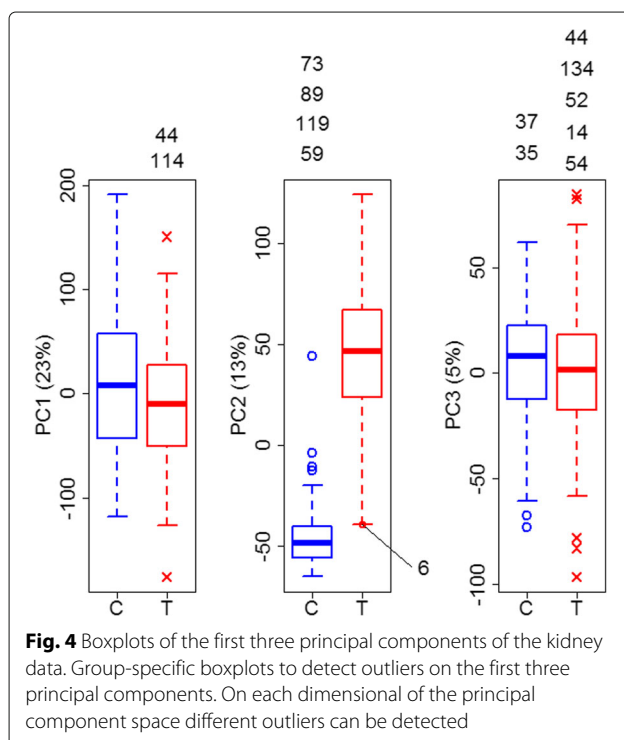 73
89
119
59
44
114
44
134
52
14
54
37
35
200
100
0
-100
PC1 (23%)
C T
100
50
0
-50
PC2 (13%)
6
C T
50
0
-50
-100
PC3 (5%)
C T
Fig. 4 Boxplots of the first three principal components of the kidney
data. Group-specific boxplots to detect outliers on the first three
principal components. On each dimensional of the principal
component space different outliers can be detected